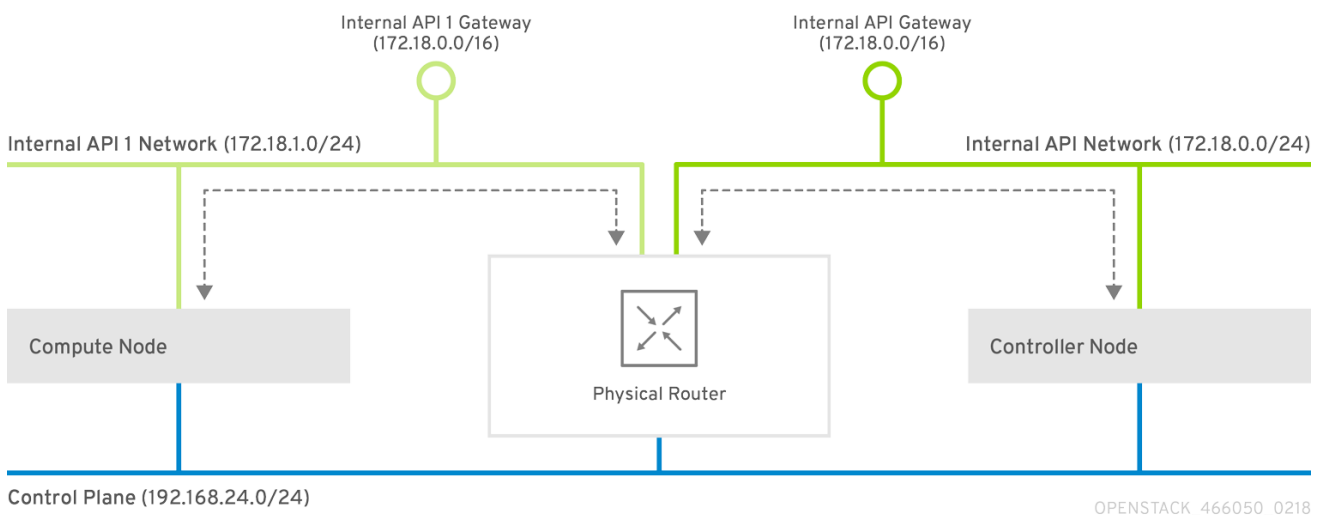 Internal API 1 Gateway
(172.18.0.0/16)
Internal API Gateway
(172.18.0.0/16)
Internal API 1 Network (172.18.1.0/24)
Internal API Network (172.18.0.0/24)
Compute Node
Physical Router
Controller Node
Control Plane (192.168.24.0/24)
OPENSTACK 466050 0218